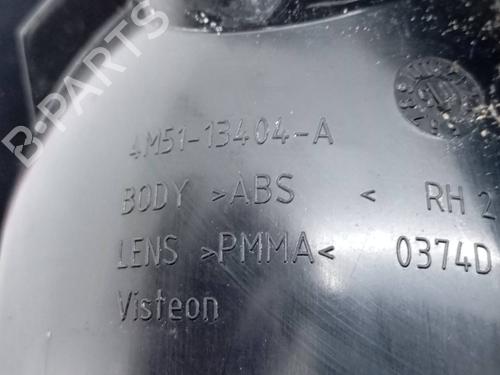 4M51-13404-A
BODY >ABS < RH 2
LENS >PMMA< 0374D
Visteon
B-PARTS